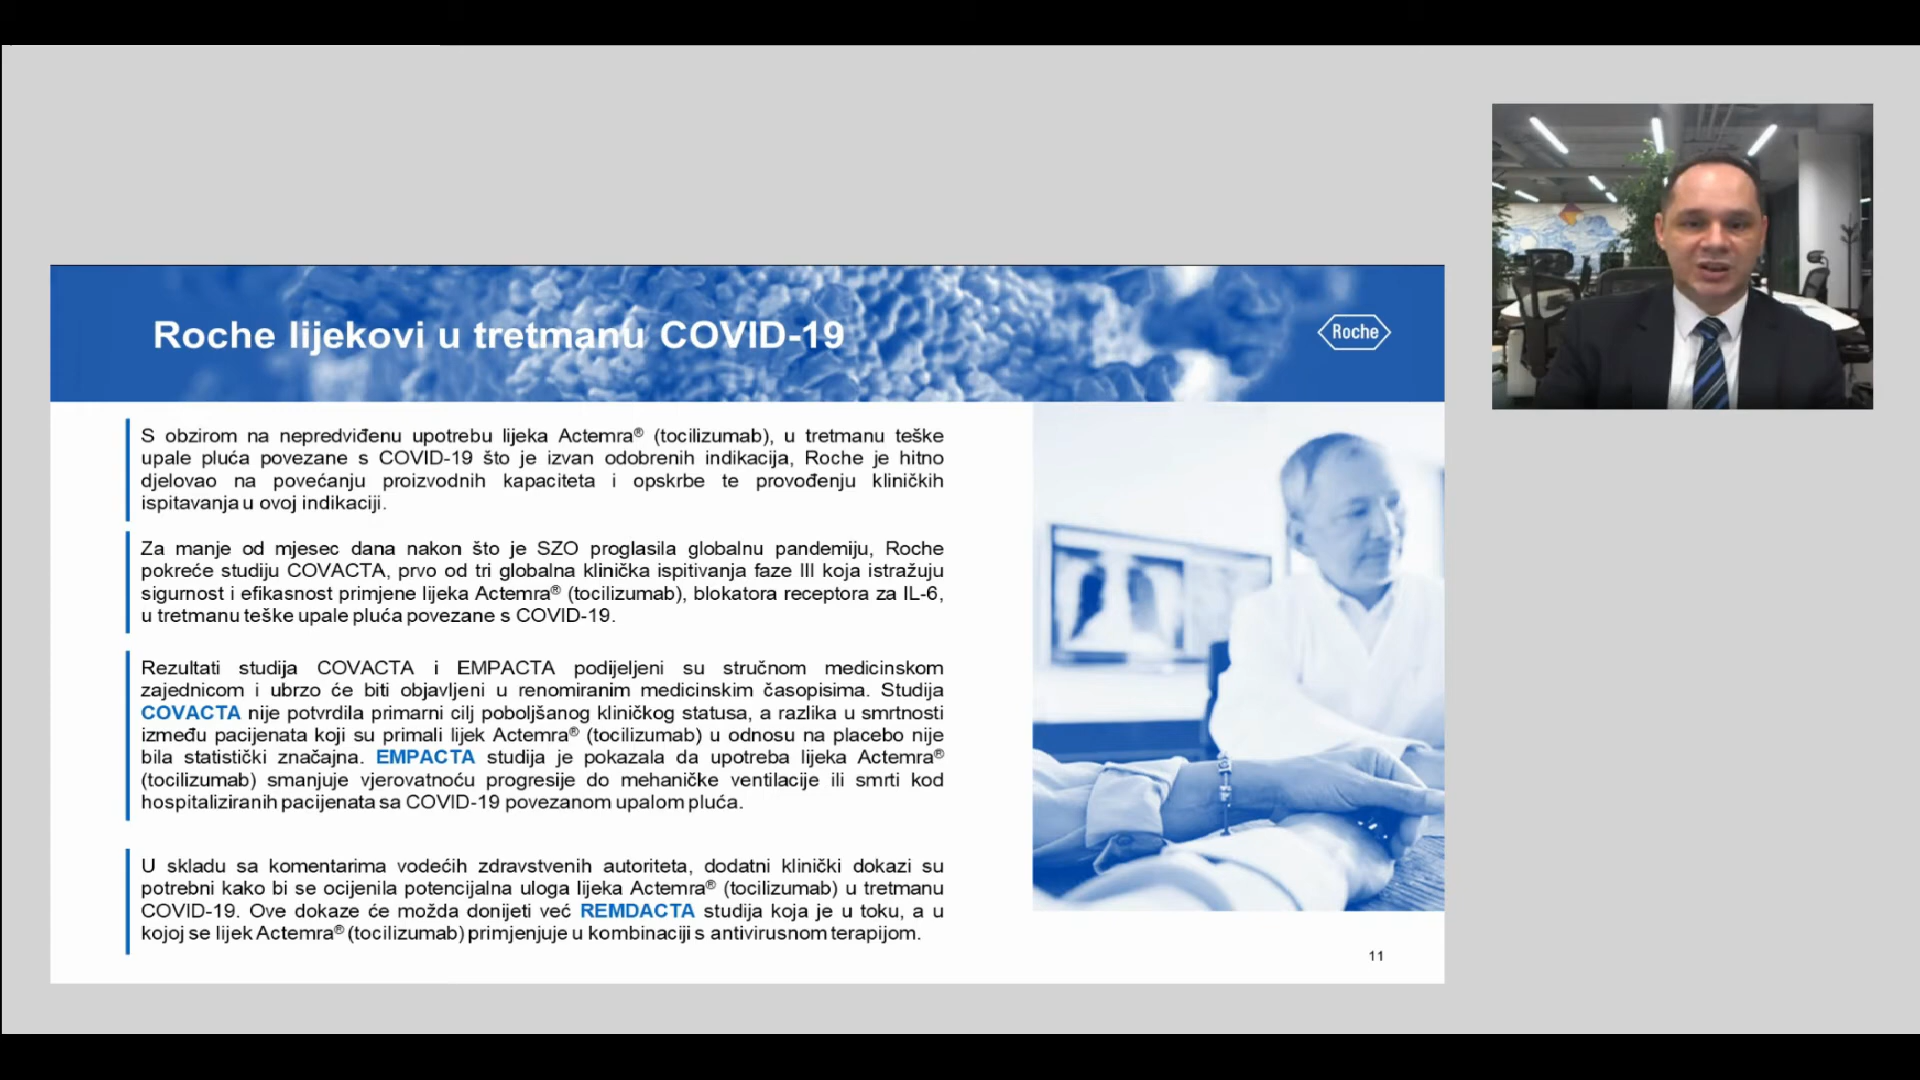 Roche lijekovi u tretmanu COVID-19
Roche
S obzirom na nepredviđenu upotrebu lijeka Actemra® (tocilizumab), u tretmanu teške
upale pluća povezane s COVID-19 što je izvan odobrenih indikacija, Roche je hitno
djelovao na povećanju proizvodnih kapaciteta i opskrbe te provođenju kliničkih
ispitavanja u ovoj indikaciji.
Za manje od mjesec dana nakon što je SZO proglasila globalnu pandemiju, Roche
pokreće studiju COVACTA, prvo od tri globalna klinička ispitivanja faze III koja istražuju
sigurnost i efikasnost primjene lijeka Actemra® (tocilizumab), blokatora receptora za IL-6,
u tretmanu teške upale pluća povezane s COVID-19.
Rezultati studija COVACTA i EMPACTA podijeljeni su stručnom medicinskom
zajednicom i ubrzo će biti objavljeni u renomiranim medicinskim časopisima. Studija
COVACTA nije potvrdila primarni cilj poboljšanog kliničkog statusa, a razlika u smrtnosti
između pacijenata koji su primali lijek Actemra® (tocilizumab) u odnosu na placebo nije
bila statistički značajna. EMPACTA studija je pokazala da upotreba lijeka Actemra®
(tocilizumab) smanjuje vjerovatnoću progresije do mehaničke ventilacije ili smrti kod
hospitaliziranih pacijenata sa COVID-19 povezanom upalom pluća.
U skladu sa komentarima vodećih zdravstvenih autoriteta, dodatni klinički dokazi su
potrebni kako bi se ocijenila potencijalna uloga lijeka Actemra® (tocilizumab) u tretmanu
COVID-19. Ove dokaze će možda donijeti već REMDACTA studija koja je u toku, a u
kojoj se lijek Actemra® (tocilizumab) primjenjuje u kombinaciji s antivirusnom terapijom.
11